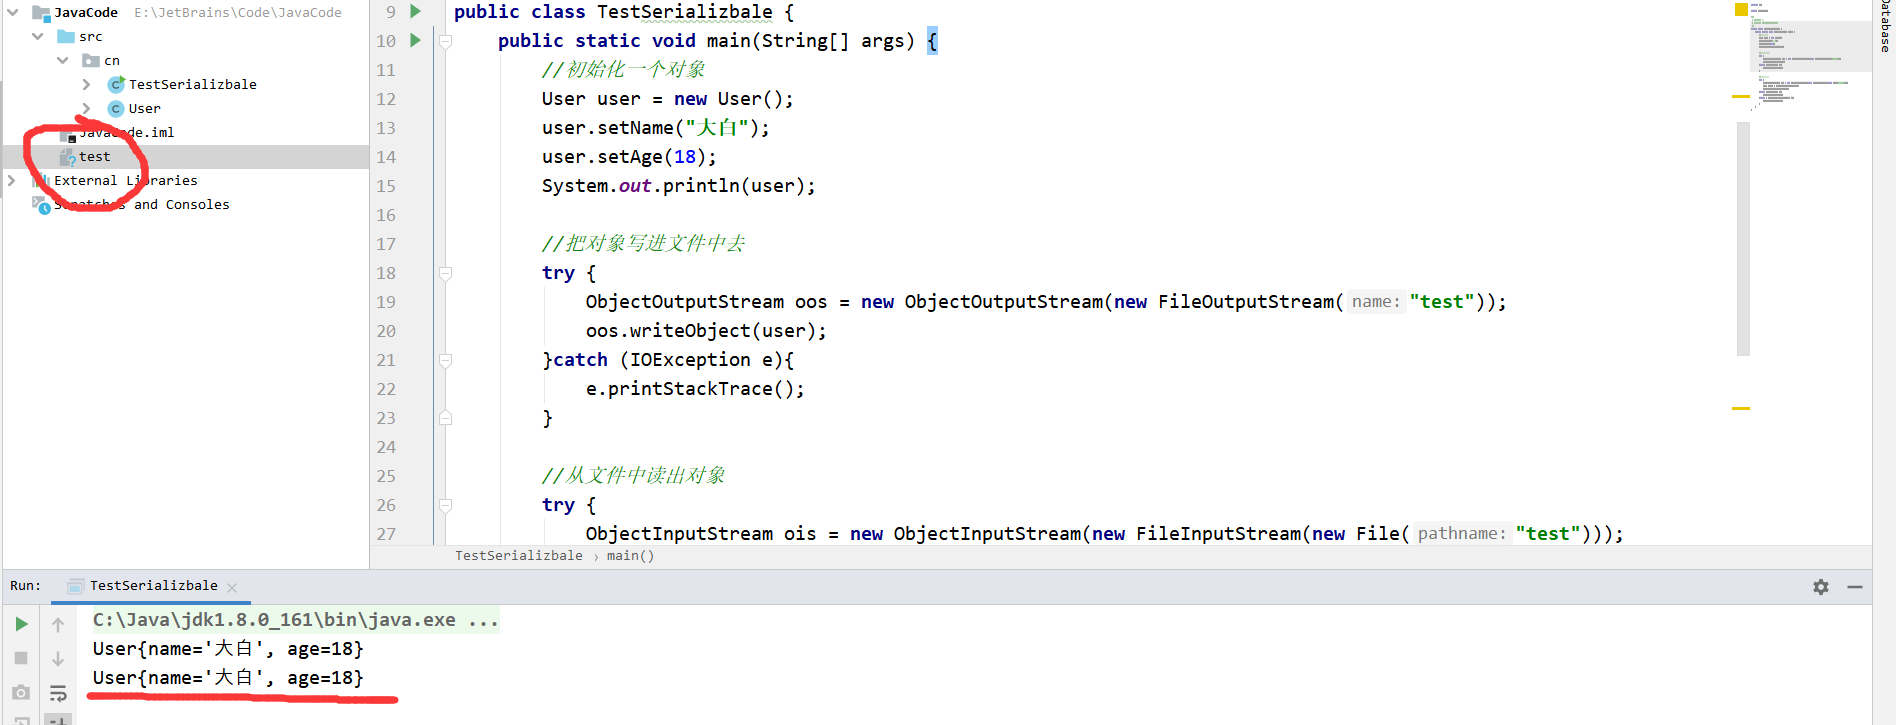 JavaCode E:\JetBrains\Code\JavaCode
src
cn
TestSerializbale
User
JavaCode.iml
test
External Libraries
Scratches and Consoles
9 public class TestSerializbale {
10 public static void main(String[] args) {
11 //初始化一个对象
12 User user = new User();
13 user.setName("大白");
14 user.setAge(18);
15 System.out.println(user);
16
17 //把对象写进文件中去
18 try {
19 ObjectOutputStream oos = new ObjectOutputStream(new FileOutputStream( name: "test"));
20 oos.writeObject(user);
21 }catch (IOException e){
22 e.printStackTrace();
23 }
24
25 //从文件中读出对象
26 try {
27 ObjectInputStream ois = new ObjectInputStream(new FileInputStream(new File( pathname: "test")));
TestSerializbale › main()
Database
Run: TestSerializbale
C:\Java\jdk1.8.0_161\bin\java.exe ...
User{name='大白', age=18}
User{name='大白', age=18}